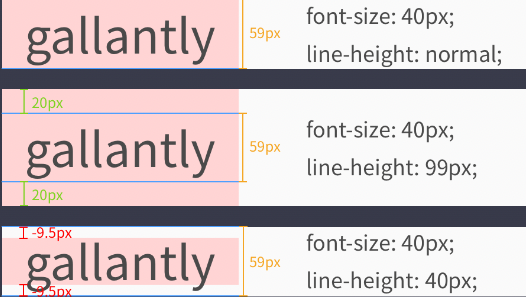 gallantly
59px
font-size: 40px;
line-height: normal;
20px
gallantly
59px
20px
font-size: 40px;
line-height: 99px;
-9.5px
gallantly
59px
-9.5px
font-size: 40px;
line-height: 40px;